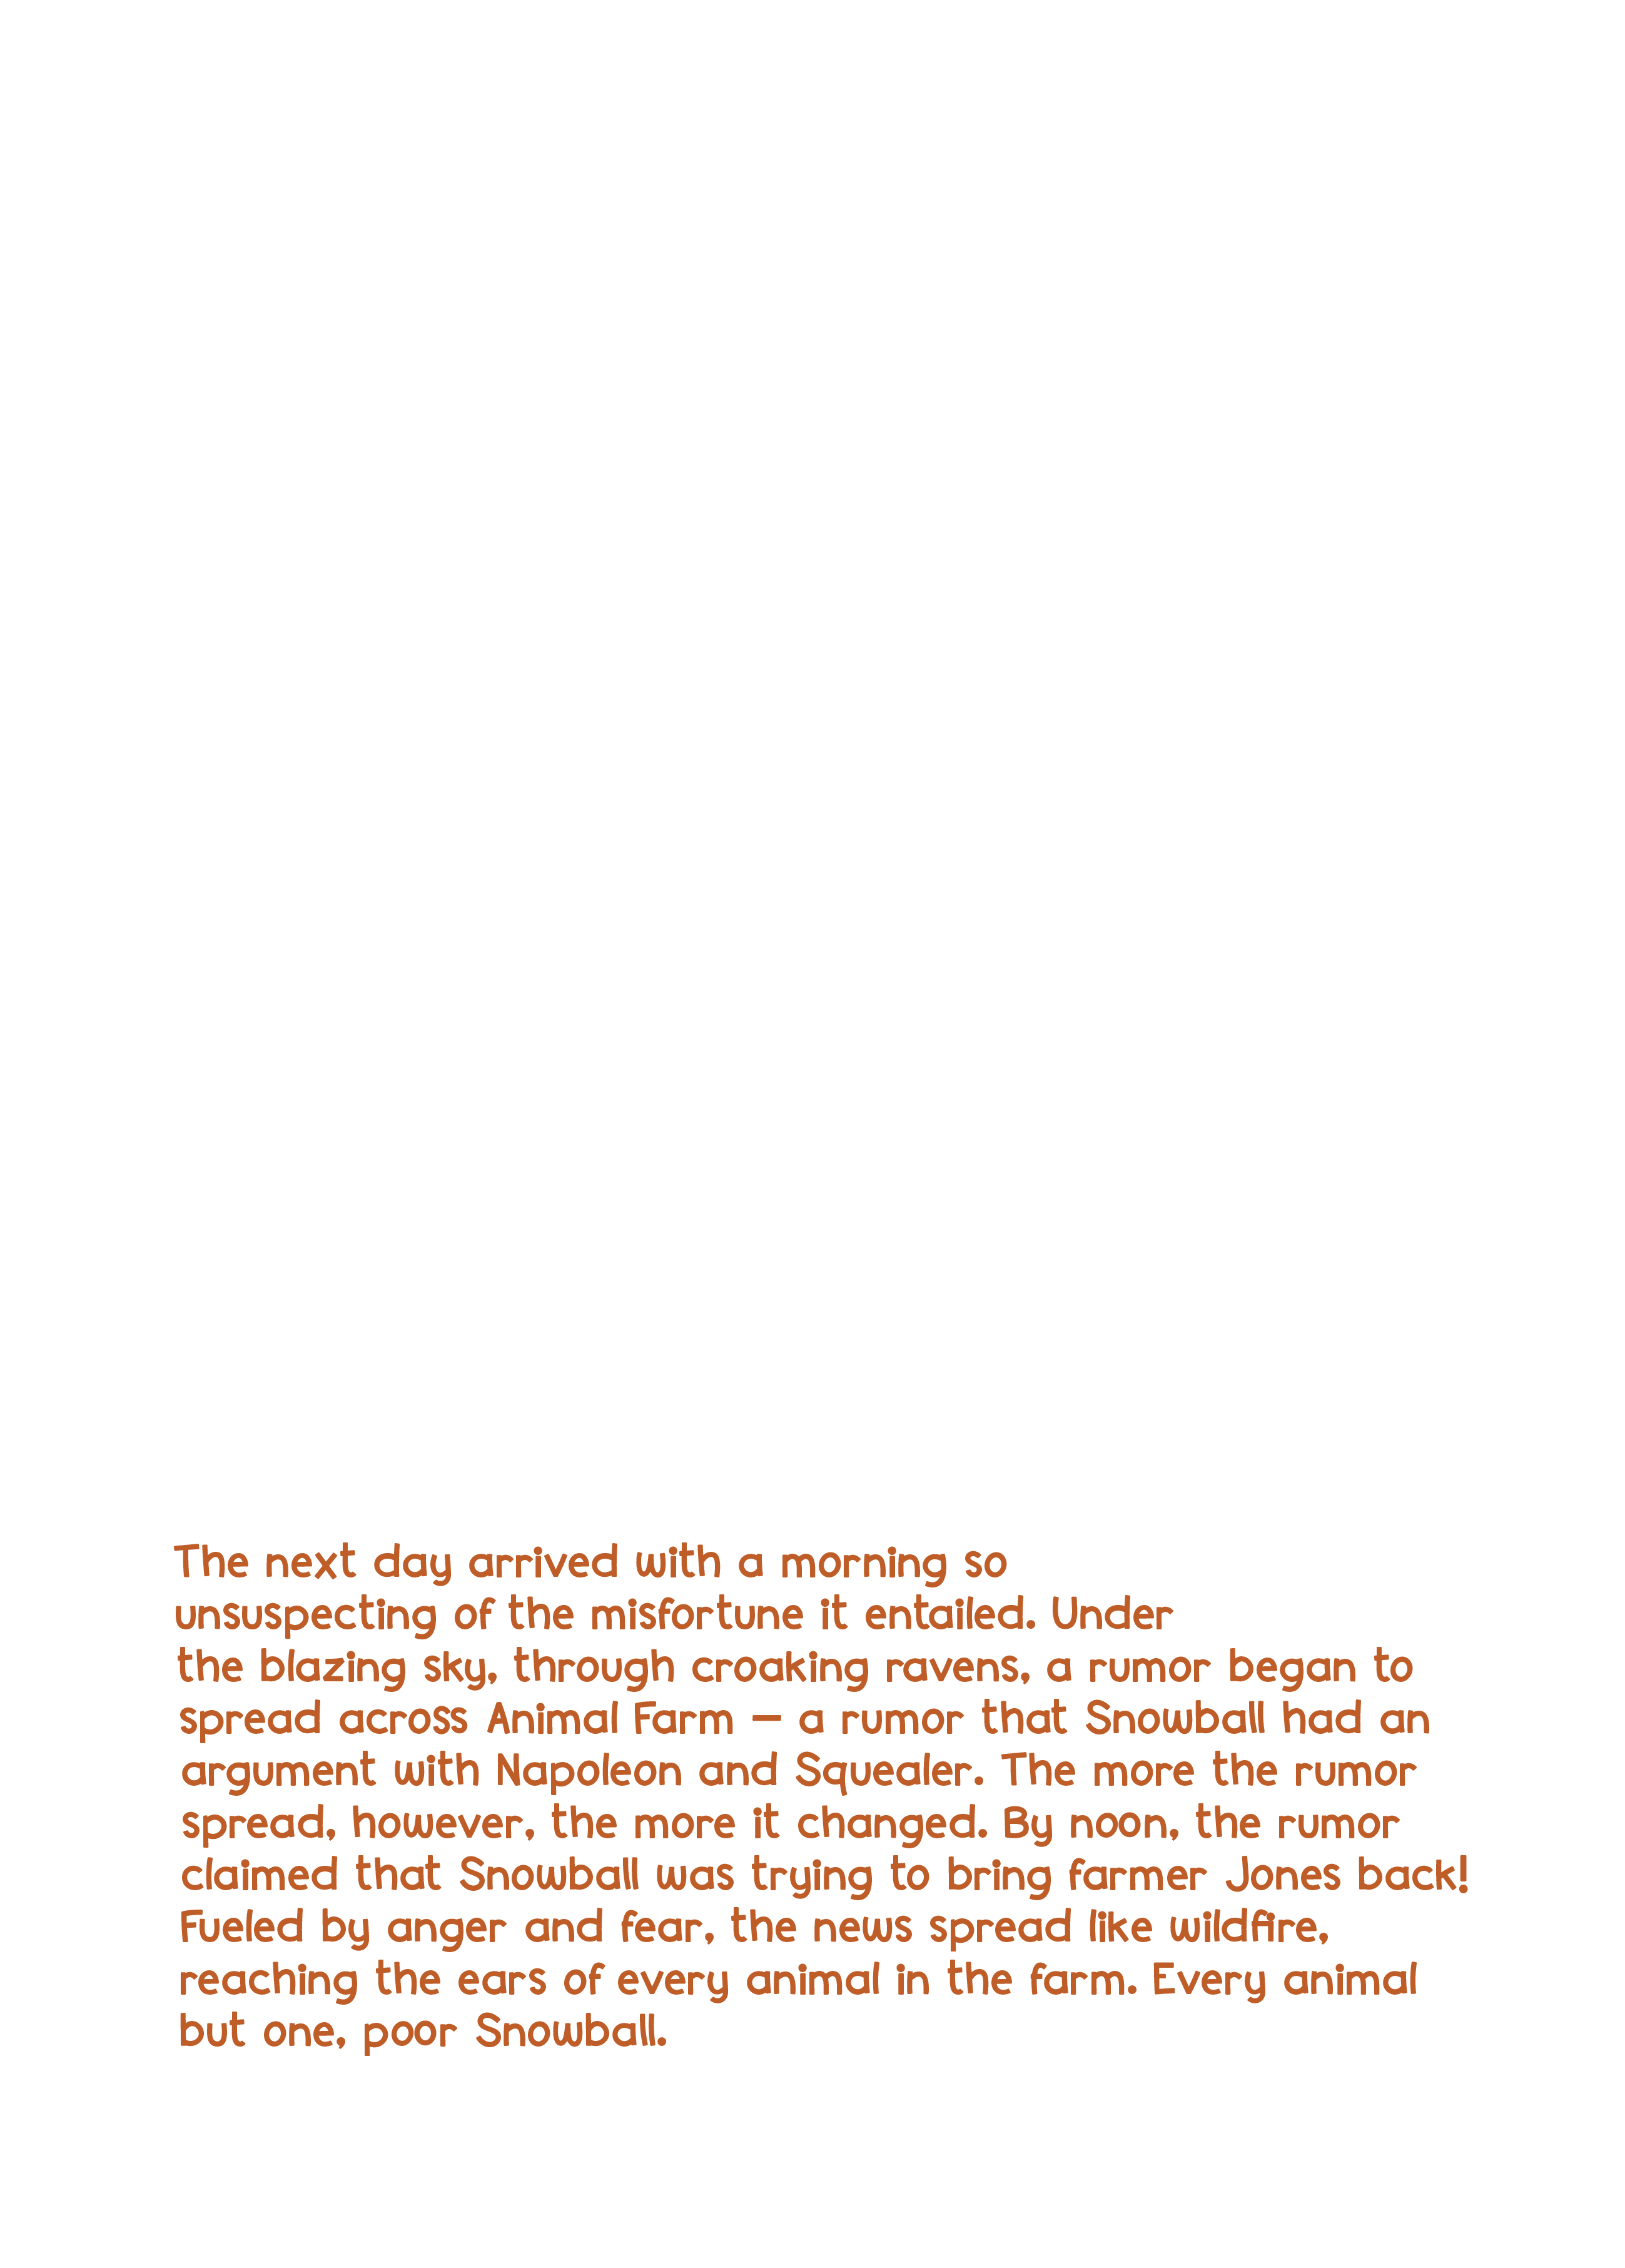 The next day arrived with a morning so
unsuspecting of the misfortune it entailed. Under
the blazing sky, through croaking ravens, a rumor began to
spread across Animal Farm – a rumor that Snowball had an
argument with Napoleon and Squealer. The more the rumor
spread, however, the more it changed. By noon, the rumor
claimed that Snowball was trying to bring farmer Jones back!
Fueled by anger and fear, the news spread like wildfire,
reaching the ears of every animal in the farm. Every animal
but one, poor Snowball.